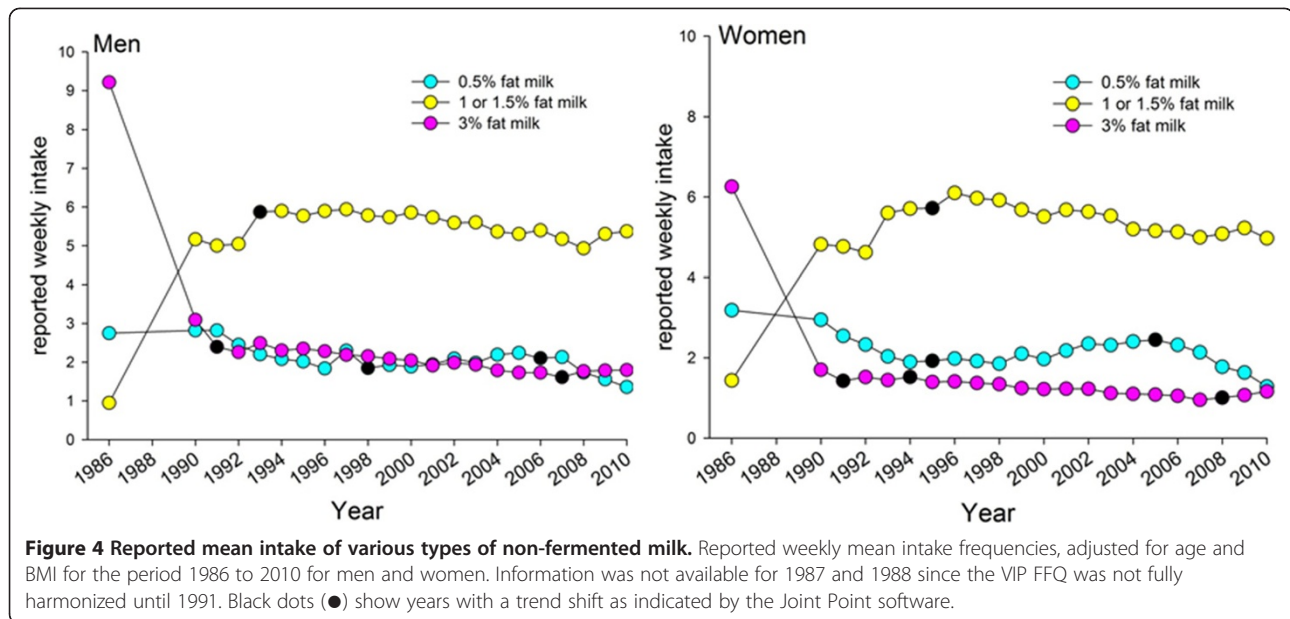 Men
10
9
8
7
6
5
4
3
2
1
0
reported weekly intake
0.5% fat milk
1 or 1.5% fat milk
3% fat milk
1986
1988
1990
1992
1994
1996
1998
2000
2002
2004
2006
2008
2010
Year
Women
10
8
6
4
2
0
reported weekly intake
0.5% fat milk
1 or 1.5% fat milk
3% fat milk
1986
1988
1990
1992
1994
1996
1998
2000
2002
2004
2006
2008
2010
Year
Figure 4 Reported mean intake of various types of non-fermented milk. Reported weekly mean intake frequencies, adjusted for age and
BMI for the period 1986 to 2010 for men and women. Information was not available for 1987 and 1988 since the VIP FFQ was not fully
harmonized until 1991. Black dots (●) show years with a trend shift as indicated by the Joint Point software.